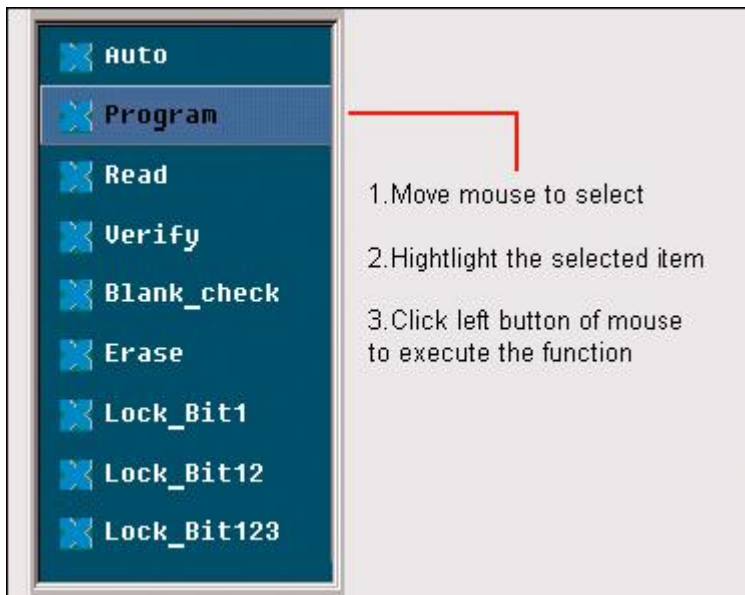 Auto
Program
Read
Verify
Blank_check
Erase
Lock_Bit1
Lock_Bit12
Lock_Bit123
1.Move mouse to select
2.Hightlight the selected item
3.Click left button of mouse
to execute the function